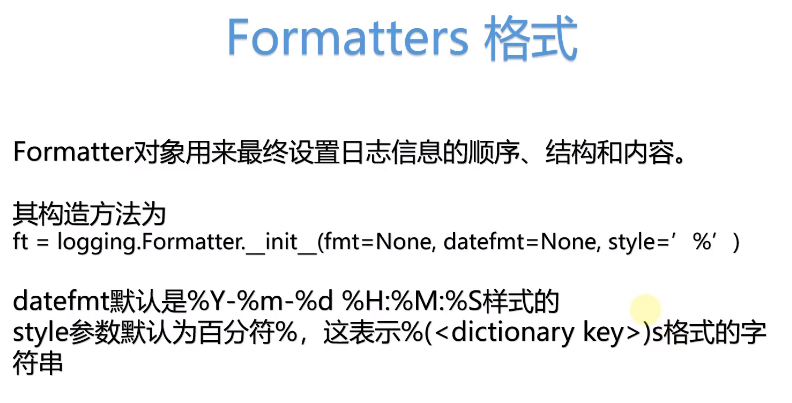 Formatters 格式
Formatter对象用来最终设置日志信息的顺序、结构和内容。
其构造方法为
ft = logging.Formatter.__init__(fmt=None, datefmt=None, style=’%’)
datefmt默认是%Y-%m-%d %H:%M:%S样式的
style参数默认为百分符%，这表示%(<dictionary key>)s格式的字
符串